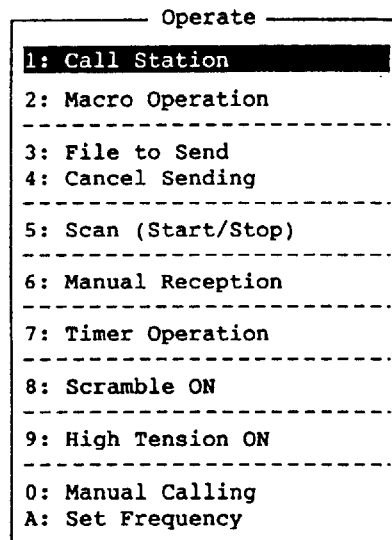 Operate
1: Call Station
2: Macro Operation
3: File to Send
4: Cancel Sending
5: Scan (Start/Stop)
6: Manual Reception
7: Timer Operation
8: Scramble ON
9: High Tension ON
0: Manual Calling
A: Set Frequency